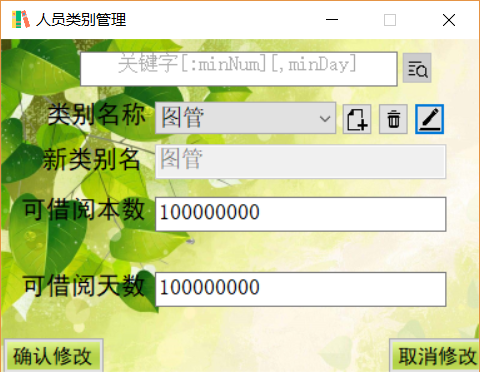 人员类别管理
关键字[:minNum][,minDay]
类别名称 图管
新类别名 图管
可借阅本数 100000000
可借阅天数 100000000
确认修改 取消修改